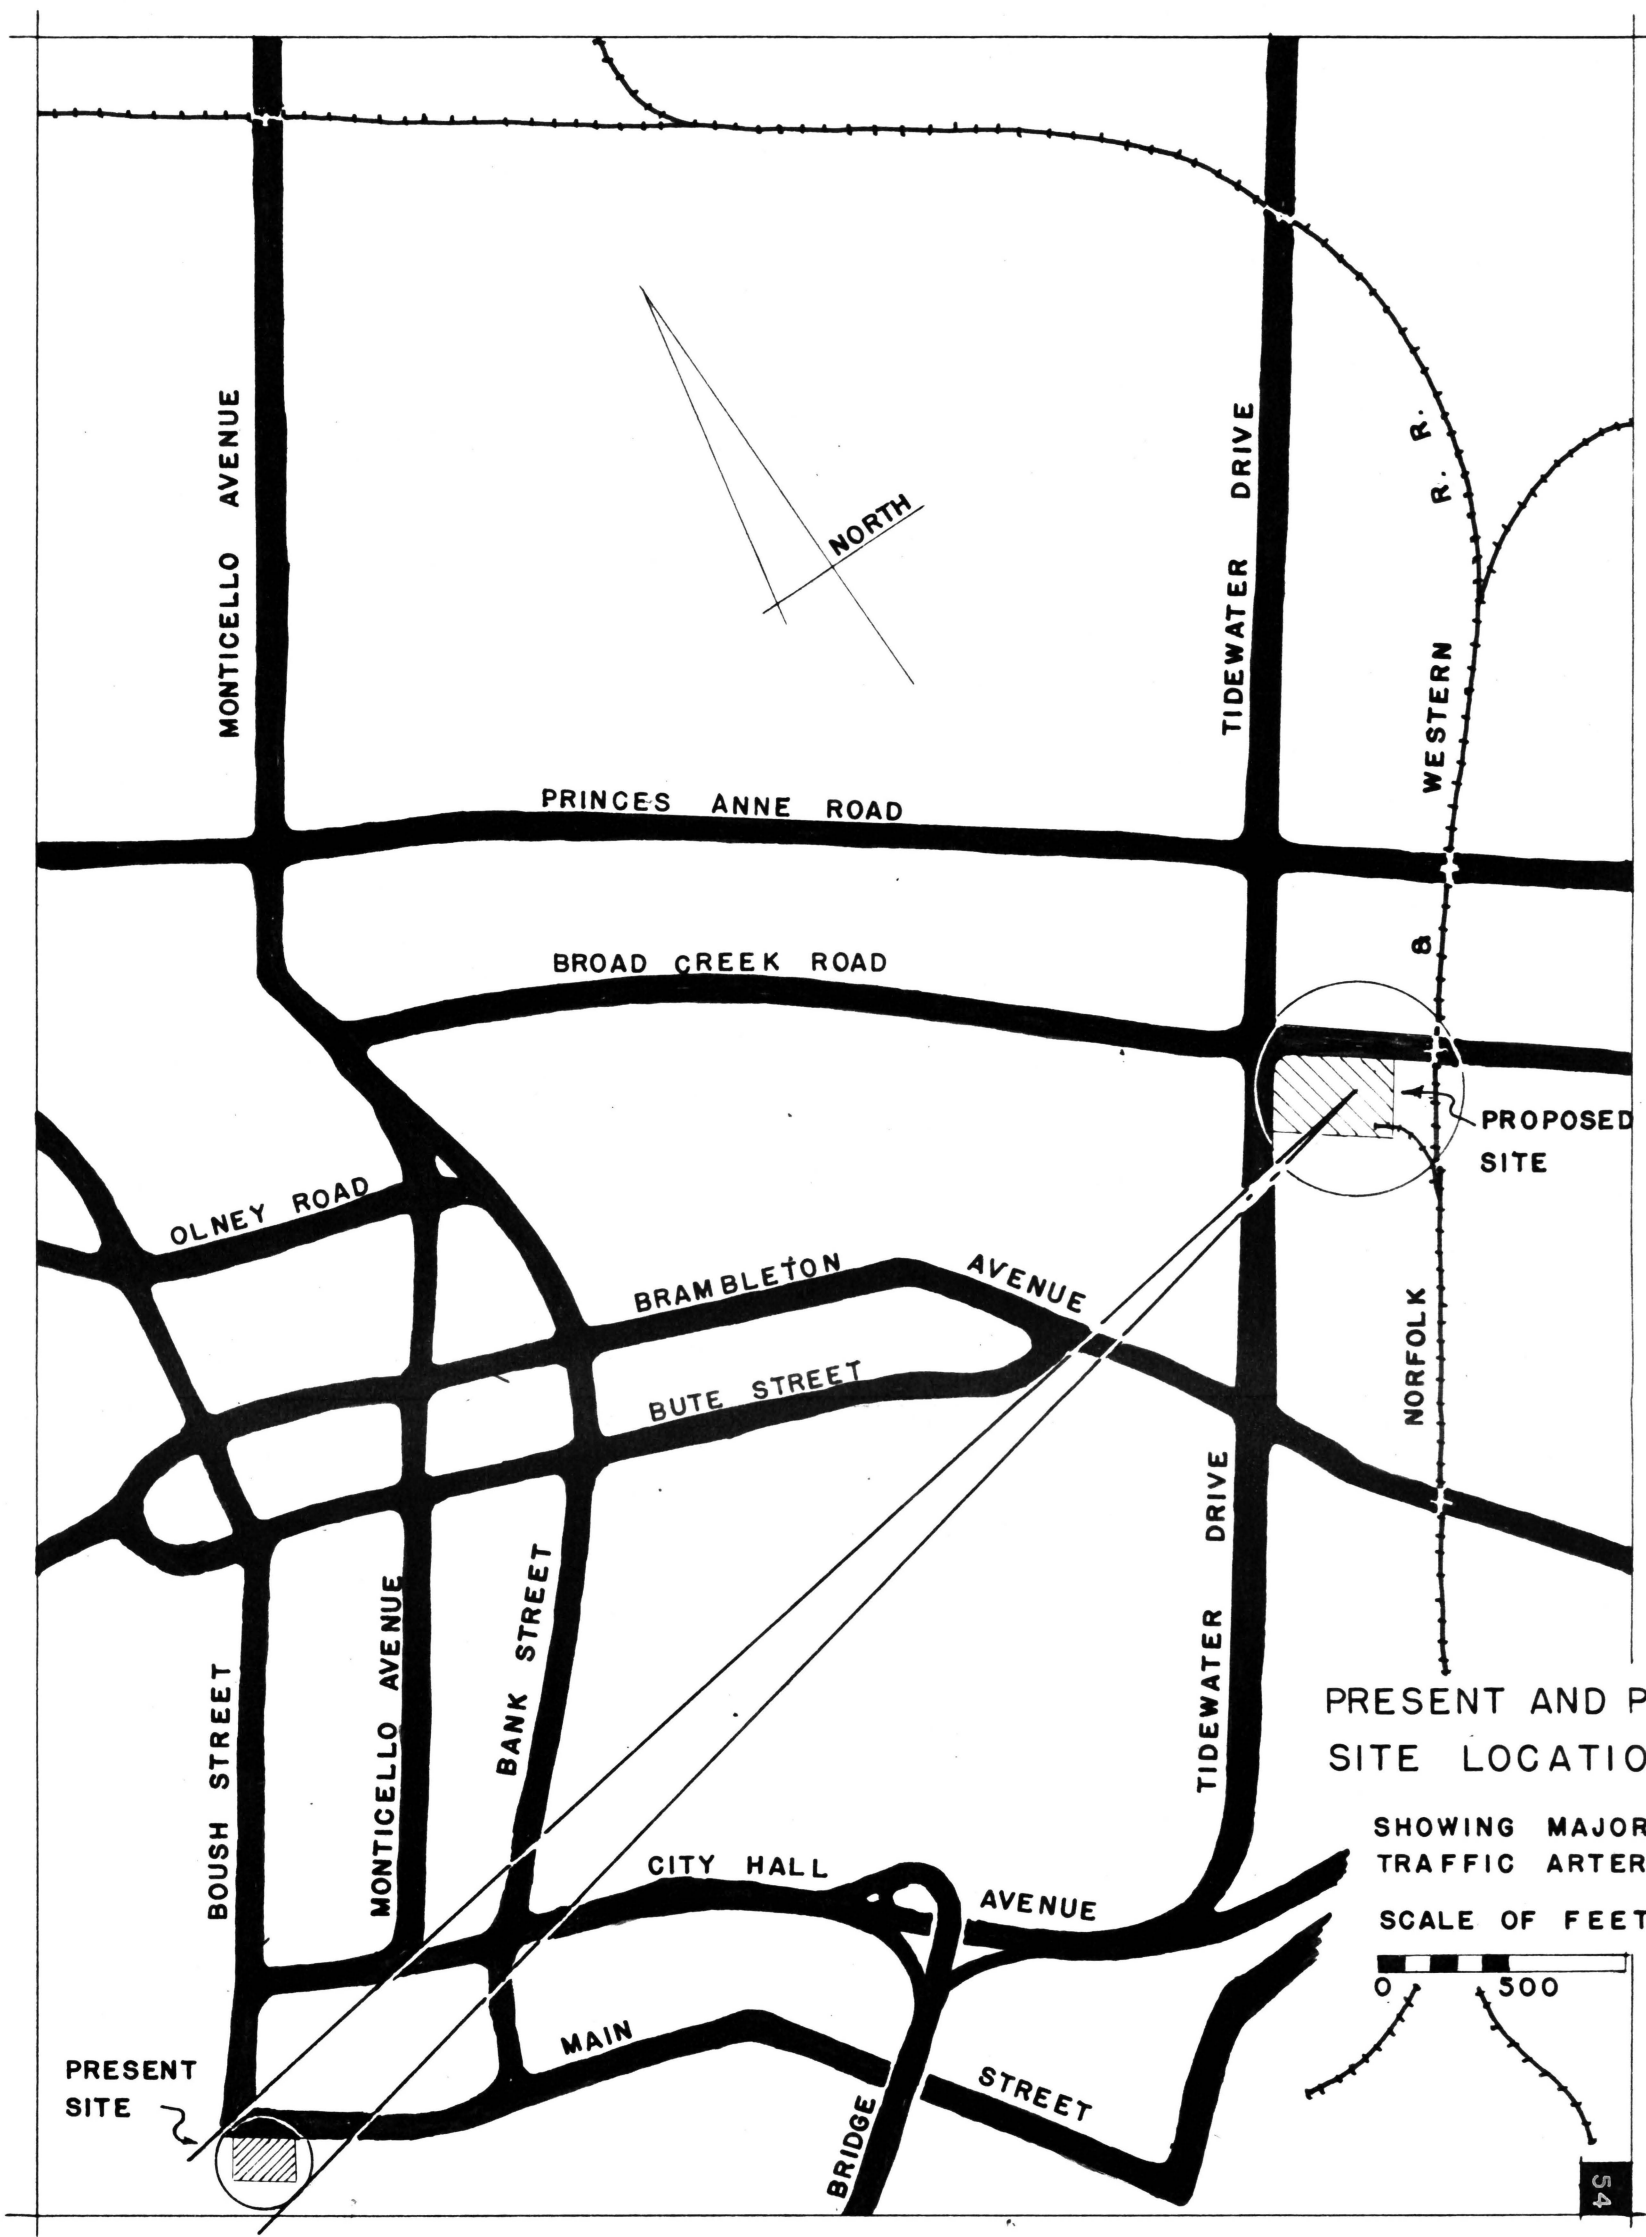 MONTICELLO AVENUE
TIDEWATER DRIVE
R. R.
NORTH
WESTERN
PRINCES ANNE ROAD
&
BROAD CREEK ROAD
PROPOSED
SITE
OLNEY ROAD
BRAMBLETON AVENUE
NORFOLK
BUTE STREET
TIDEWATER DRIVE
BANK STREET
MONTICELLO AVENUE
BOUSH STREET
PRESENT AND P
SITE LOCATIO
SHOWING MAJOR
TRAFFIC ARTER
SCALE OF FEET
0 500
CITY HALL AVENUE
MAIN STREET
BRIDGE
PRESENT
SITE
54